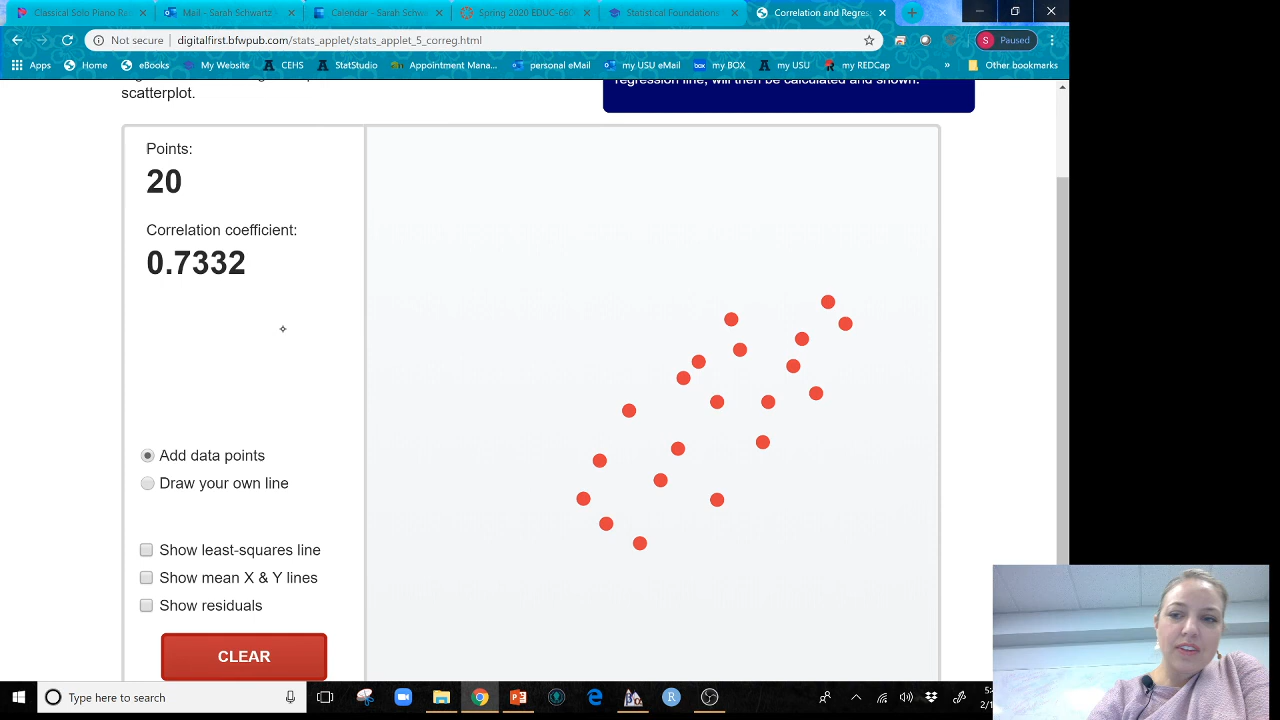 Classical Solo Piano Ra
Mail - Sarah Schwartz
Calendar - Sarah Schw
Spring 2020 EDUC-660
Statistical Foundations
Correlation and Regres
Not secure | digitalfirst.bfwpub.com/stats_applet/stats_applet_5_correg.html
S Paused
Apps Home eBooks My Website CEHS StatStudio Appointment Mana... personal eMail my USU eMail my BOX my USU my REDCap » Other bookmarks
regression line, will then be calculated and shown.
scatterplot.
Points:
20
Correlation coefficient:
0.7332
Add data points
Draw your own line
Show least-squares line
Show mean X & Y lines
Show residuals
CLEAR
Type here to search